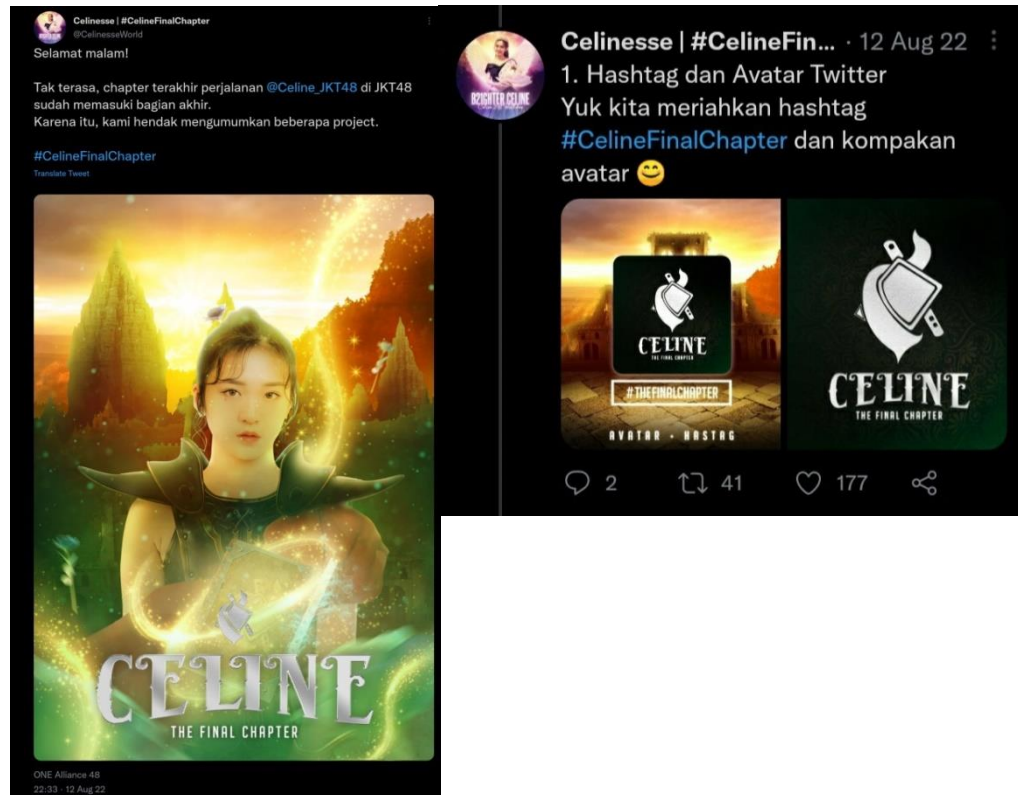 Celinesse | #CelineFinalChapter
@CelinesseWorld
Selamat malam!
Tak terasa, chapter terakhir perjalanan @Celine_JKT48 di JKT48
sudah memasuki bagian akhir.
Karena itu, kami hendak mengumumkan beberapa project.
#CelineFinalChapter
Translate Tweet
CELINE
THE FINAL CHAPTER
ONE Alliance 48
22:33 · 12 Aug 22
Celinesse | #CelineFin... · 12 Aug 22
B2IGHTER CELINE
1. Hashtag dan Avatar Twitter
Yuk kita meriahkan hashtag
#CelineFinalChapter dan kompakan
avatar 😊
CELINE
THE FINAL CHAPTER
#THEFINALCHAPTER
AVATAR · HASTAG
CELINE
THE FINAL CHAPTER
2
41
177